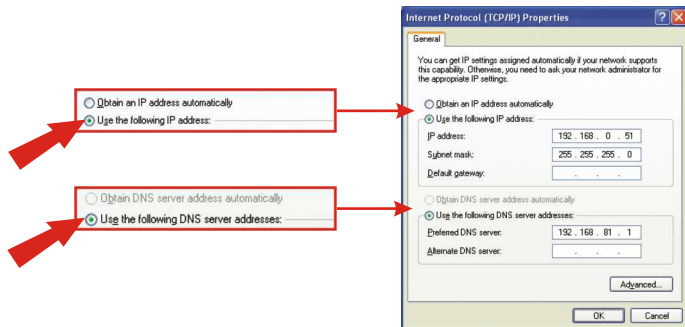 Obtain an IP address automatically
Use the following IP address:
Obtain DNS server address automatically
Use the following DNS server addresses:
Internet Protocol (TCP/IP) Properties
General
You can get IP settings assigned automatically if your network supports
this capability. Otherwise, you need to ask your network administrator for
the appropriate IP settings.
Obtain an IP address automatically
Use the following IP address:
IP address: 192 . 168 . 0 . 51
Subnet mask: 255 . 255 . 255 . 0
Default gateway: . . .
Obtain DNS server address automatically
Use the following DNS server addresses:
Preferred DNS server: 192 . 168 . 81 . 1
Alternate DNS server: . . .
Advanced...
OK Cancel